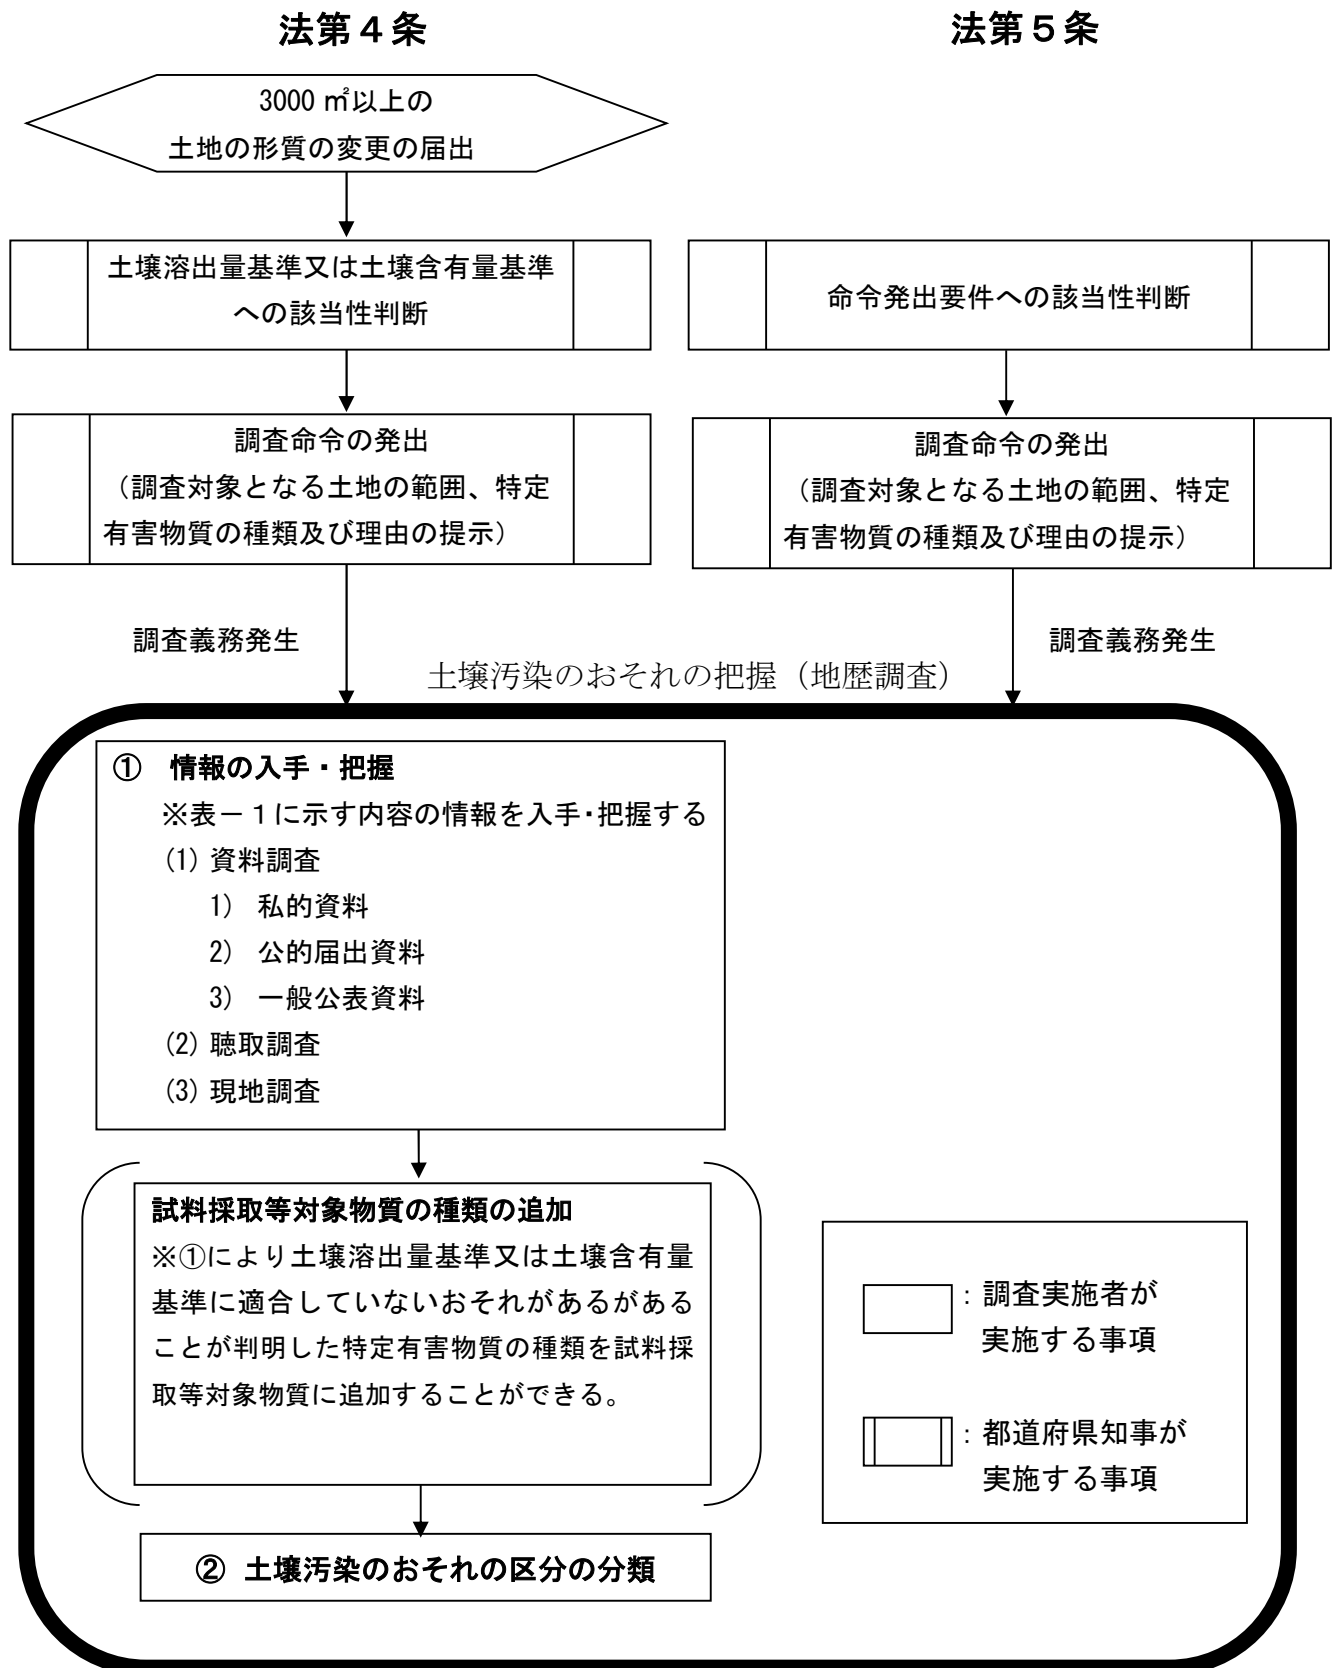 法第４条
法第５条
3000 ㎡以上の
土地の形質の変更の届出
土壌溶出量基準又は土壌含有量基準
への該当性判断
命令発出要件への該当性判断
調査命令の発出
（調査対象となる土地の範囲、特定
有害物質の種類及び理由の提示）
調査命令の発出
（調査対象となる土地の範囲、特定
有害物質の種類及び理由の提示）
調査義務発生
調査義務発生
土壌汚染のおそれの把握（地歴調査）
① 情報の入手・把握
※表－１に示す内容の情報を入手・把握する
(1) 資料調査
1) 私的資料
2) 公的届出資料
3) 一般公表資料
(2) 聴取調査
(3) 現地調査
試料採取等対象物質の種類の追加
※①により土壌溶出量基準又は土壌含有量
基準に適合していないおそれがあるがある
ことが判明した特定有害物質の種類を試料採
取等対象物質に追加することができる。
② 土壌汚染のおそれの区分の分類
：調査実施者が
実施する事項
：都道府県知事が
実施する事項